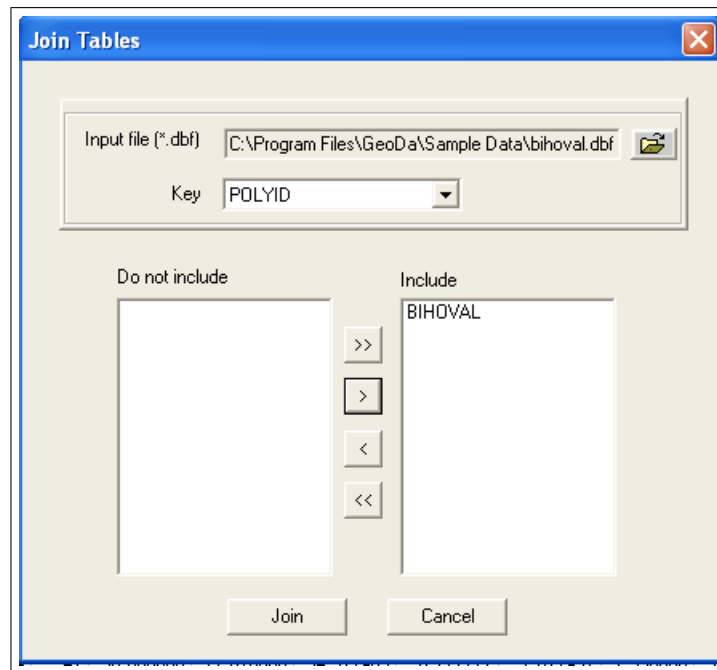 Join Tables
Input file (*.dbf) C:\Program Files\GeoDa\Sample Data\bihoval.dbf
Key POLYID
Do not include
Include
BIHOVAL
>>
>
<
<<
Join Cancel